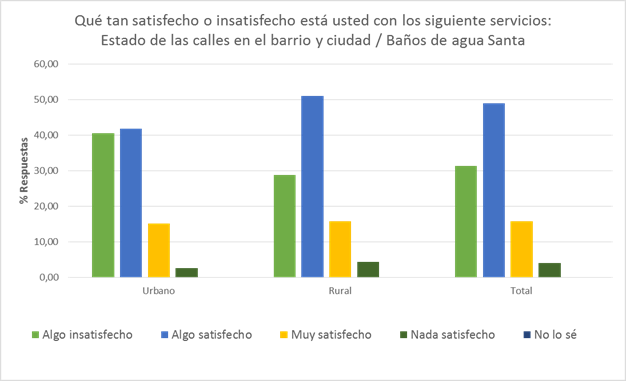 Qué tan satisfecho o insatisfecho está usted con los siguiente servicios:
Estado de las calles en el barrio y ciudad / Baños de agua Santa
60,00
50,00
40,00
30,00
20,00
10,00
0,00
% Respuestas
Urbano Rural Total
Algo insatisfecho Algo satisfecho Muy satisfecho Nada satisfecho No lo sé